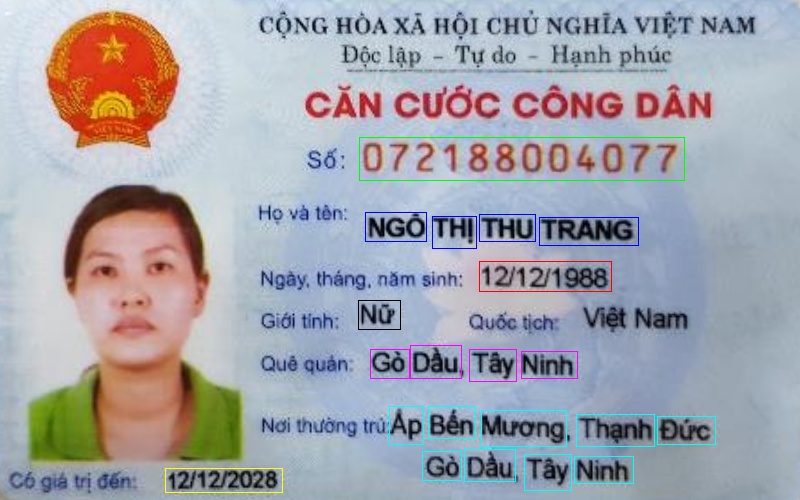 CỘNG HÒA XÃ HỘI CHỦ NGHĨA VIỆT NAM
Độc lập - Tự do - Hạnh phúc
CĂN CƯỚC CÔNG DÂN
Số: 072188004077
Họ và tên: NGÔ THỊ THU TRANG
Ngày, tháng, năm sinh: 12/12/1988
Giới tính: Nữ Quốc tịch: Việt Nam
Quê quán: Gò Dầu, Tây Ninh
Nơi thường trú: Ấp Bến Mương, Thạnh Đức
Gò Dầu, Tây Ninh
Có giá trị đến: 12/12/2028